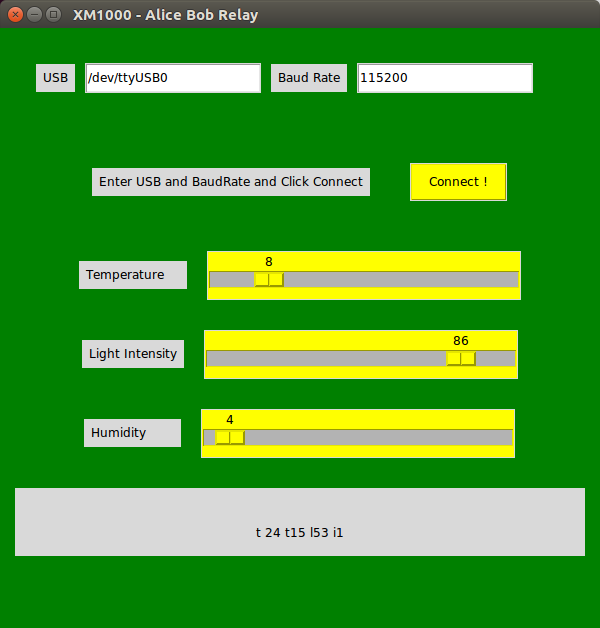 XM1000 - Alice Bob Relay
USB /dev/ttyUSB0 Baud Rate 115200
Enter USB and BaudRate and Click Connect Connect !
8
Temperature
86
Light Intensity
4
Humidity
t 24 t15 l53 i1